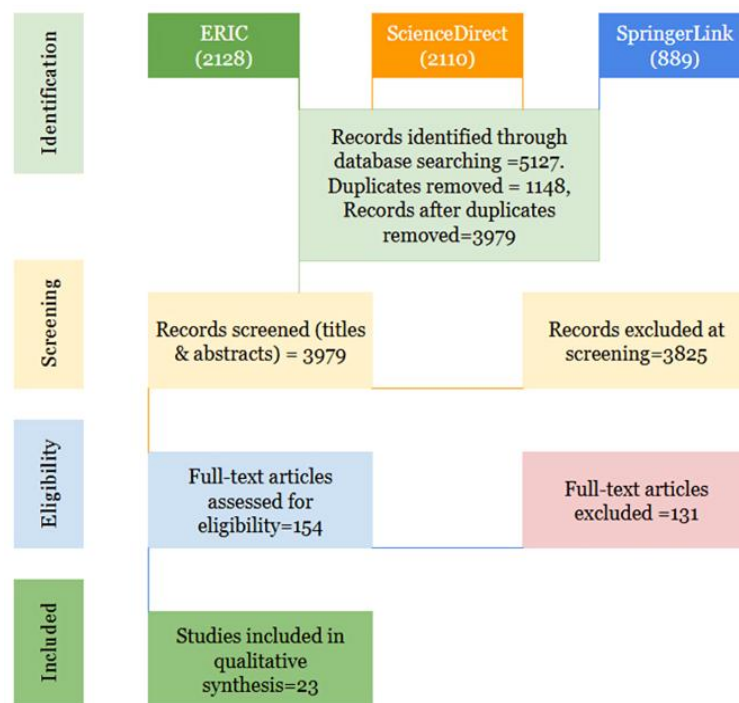 Identification
ERIC
(2128)
ScienceDirect
(2110)
SpringerLink
(889)
Records identified through
database searching =5127.
Duplicates removed = 1148,
Records after duplicates
removed=3979
Screening
Records screened (titles
& abstracts) = 3979
Records excluded at
screening=3825
Eligibility
Full-text articles
assessed for
eligibility=154
Full-text articles
excluded =131
Included
Studies included in
qualitative
synthesis=23